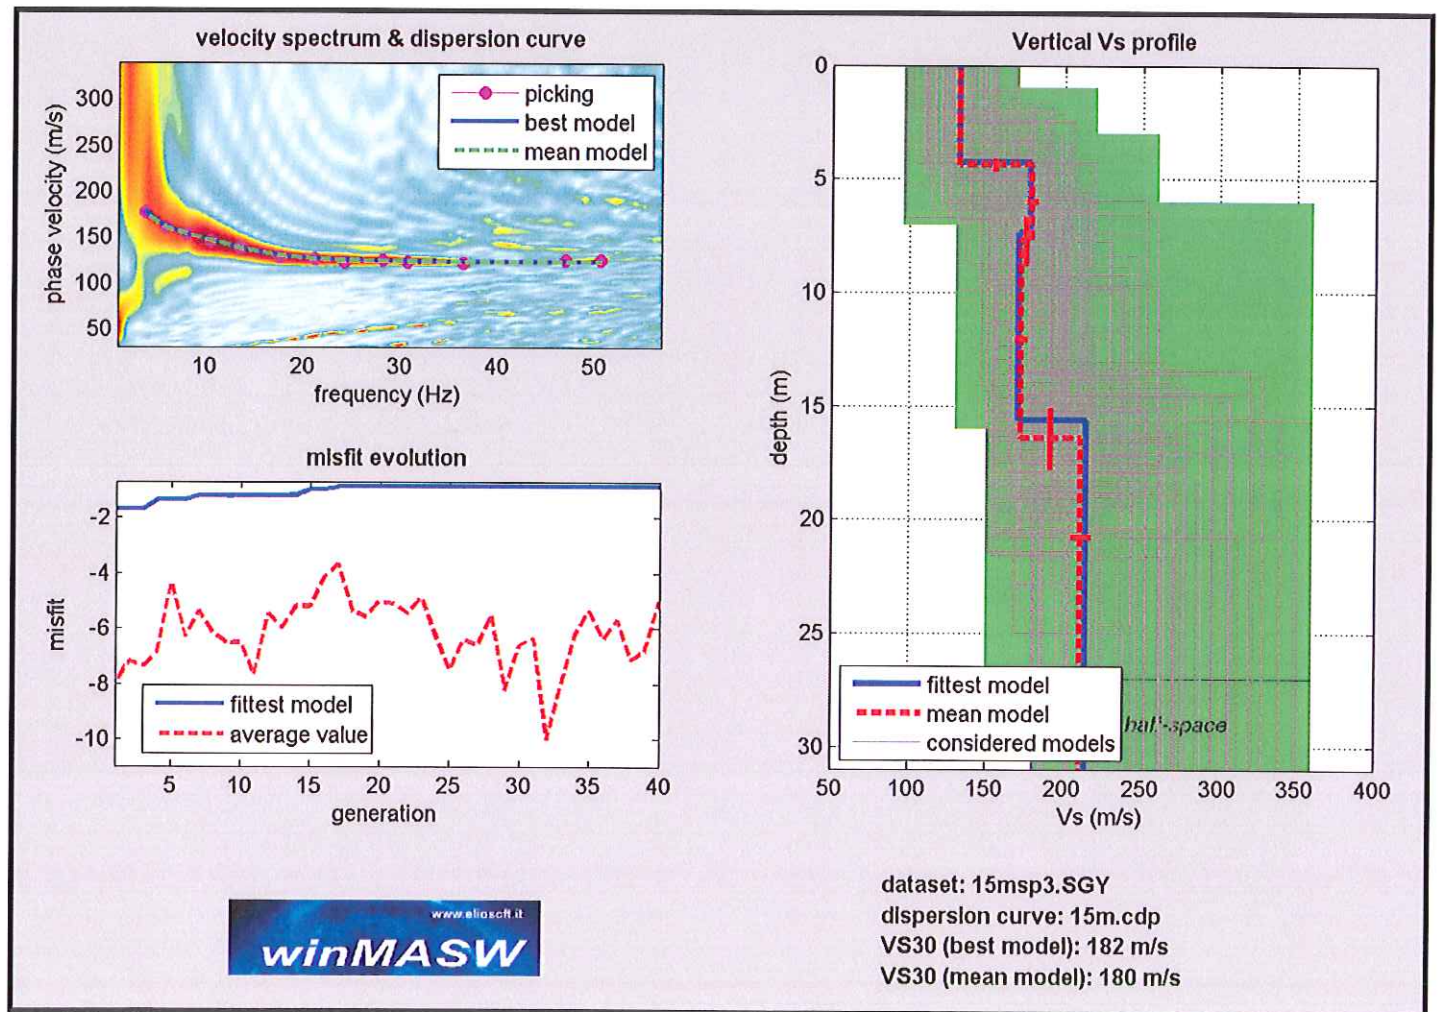 velocity spectrum & dispersion curve
phase velocity (m/s)
300
250
200
150
100
50
picking
best model
mean model
10
20
30
40
50
frequency (Hz)
misfit evolution
misfit
-2
-4
-6
-8
-10
fittest model
average value
5
10
15
20
25
30
35
40
generation
www.eliosoft.it
winMASW
Vertical Vs profile
depth (m)
0
5
10
15
20
25
30
fittest model
mean model
considered models
half-space
50
100
150
200
250
300
350
400
Vs (m/s)
dataset: 15msp3.SGY
dispersion curve: 15m.cdp
VS30 (best model): 182 m/s
VS30 (mean model): 180 m/s